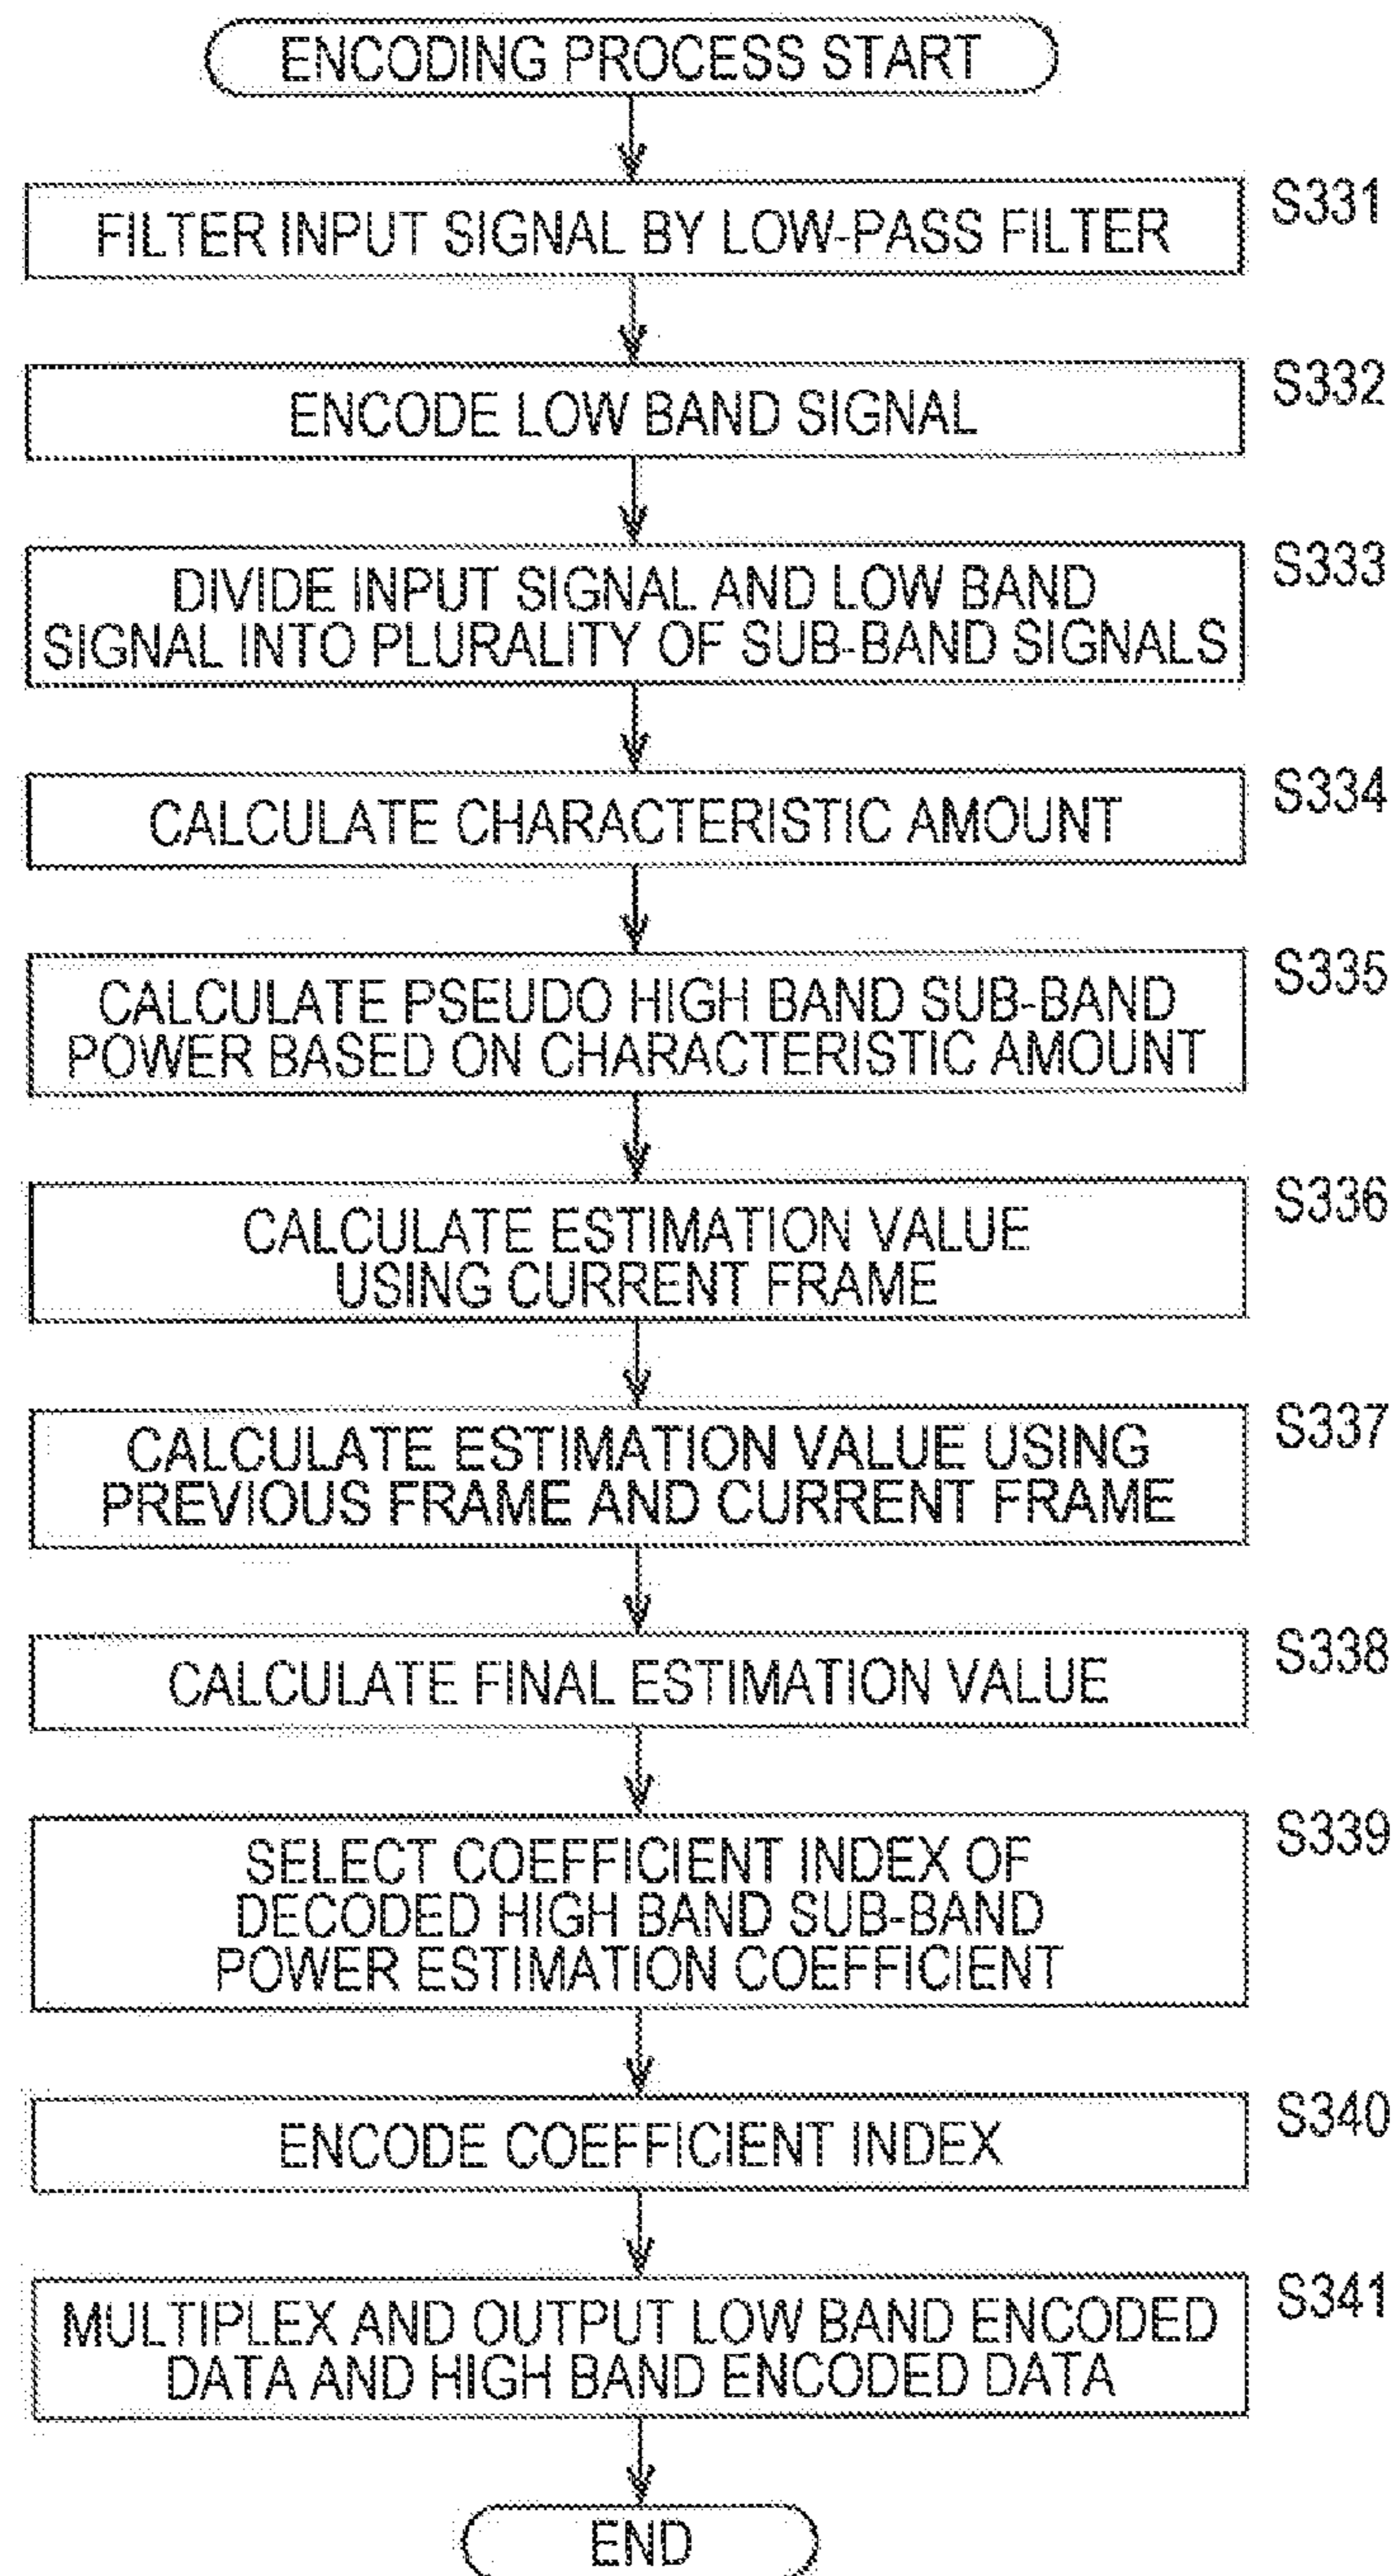 ENCODING PROCESS START
FILTER INPUT SIGNAL BY LOW-PASS FILTER
S331
ENCODE LOW BAND SIGNAL
S332
DIVIDE INPUT SIGNAL AND LOW BAND
SIGNAL INTO PLURALITY OF SUB-BAND SIGNALS
S333
CALCULATE CHARACTERISTIC AMOUNT
S334
CALCULATE PSEUDO HIGH BAND SUB-BAND
POWER BASED ON CHARACTERISTIC AMOUNT
S335
CALCULATE ESTIMATION VALUE
USING CURRENT FRAME
S336
CALCULATE ESTIMATION VALUE USING
PREVIOUS FRAME AND CURRENT FRAME
S337
CALCULATE FINAL ESTIMATION VALUE
S338
SELECT COEFFICIENT INDEX OF
DECODED HIGH BAND SUB-BAND
POWER ESTIMATION COEFFICIENT
S339
ENCODE COEFFICIENT INDEX
S340
MULTIPLEX AND OUTPUT LOW BAND ENCODED
DATA AND HIGH BAND ENCODED DATA
S341
END